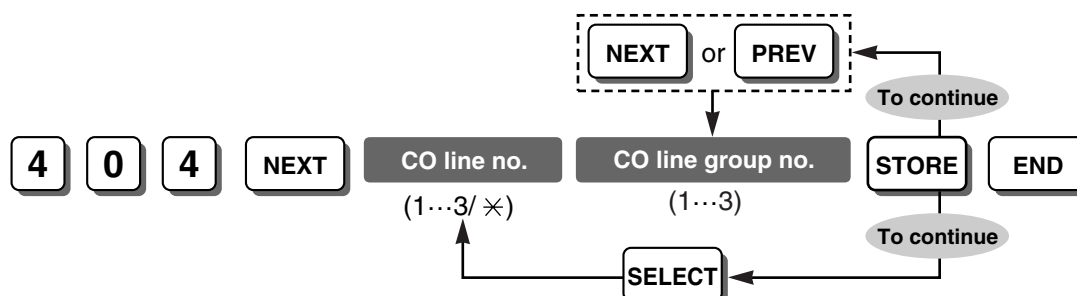 NEXT or PREV
To continue
4 0 4 NEXT CO line no. CO line group no. STORE END
(1···3/ ✳) (1···3)
To continue
SELECT